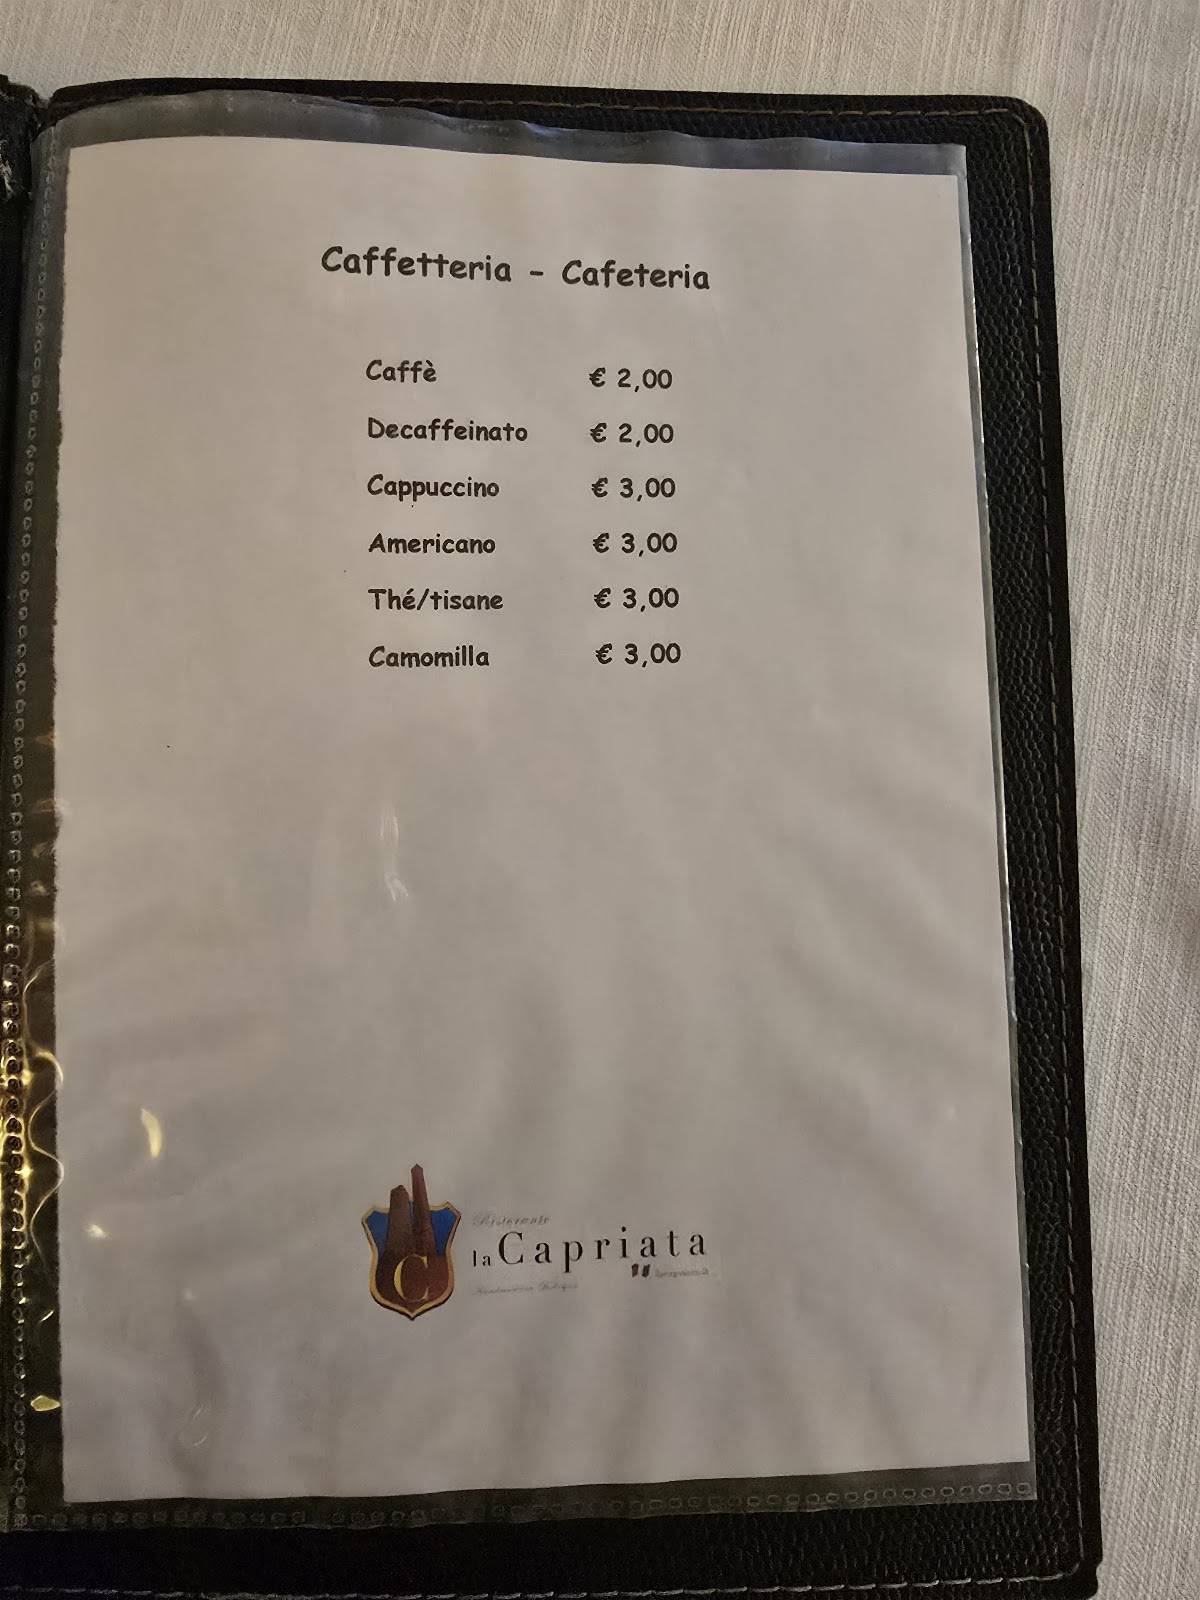 Caffetteria - Cafeteria
Caffè € 2,00
Decaffeinato € 2,00
Cappuccino € 3,00
Americano € 3,00
Thé/tisane € 3,00
Camomilla € 3,00
C
Ristorante
la Capriata